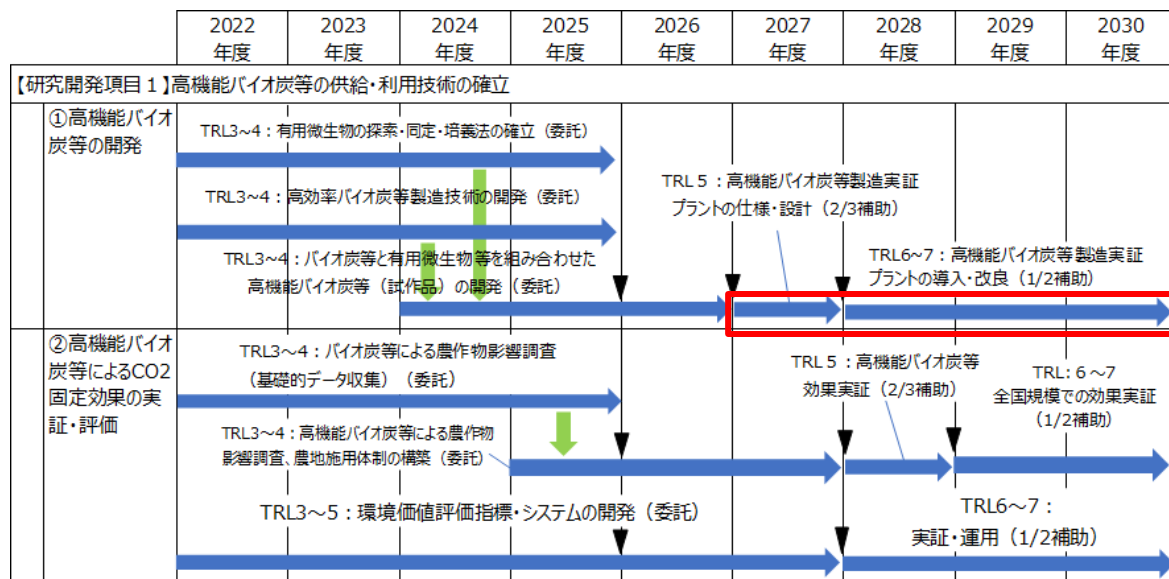 2022
年度
2023
年度
2024
年度
2025
年度
2026
年度
2027
年度
2028
年度
2029
年度
2030
年度
【研究開発項目1】高機能バイオ炭等の供給・利用技術の確立
①高機能バイオ
炭等の開発
TRL3~4：有用微生物の探索・同定・培養法の確立（委託）
TRL3~4：高効率バイオ炭等製造技術の開発（委託）
TRL3~4：バイオ炭等と有用微生物等を組み合わせた
高機能バイオ炭等（試作品）の開発（委託）
TRL５：高機能バイオ炭等製造実証
プラントの仕様・設計（2/3補助）
TRL6~7：高機能バイオ炭等製造実証
プラントの導入・改良（1/2補助）
②高機能バイオ
炭等によるCO2
固定効果の実
証・評価
TRL3～4：バイオ炭等による農作物影響調査
（基礎的データ収集）（委託）
TRL3~4：高機能バイオ炭等による農作物
影響調査、農地施用体制の構築（委託）
TRL５：高機能バイオ炭等
効果実証（2/3補助）
TRL:６～7
全国規模での効果実証
（1/2補助）
TRL3～5：環境価値評価指標・システムの開発（委託）
TRL6～7：
実証・運用（1/2補助）